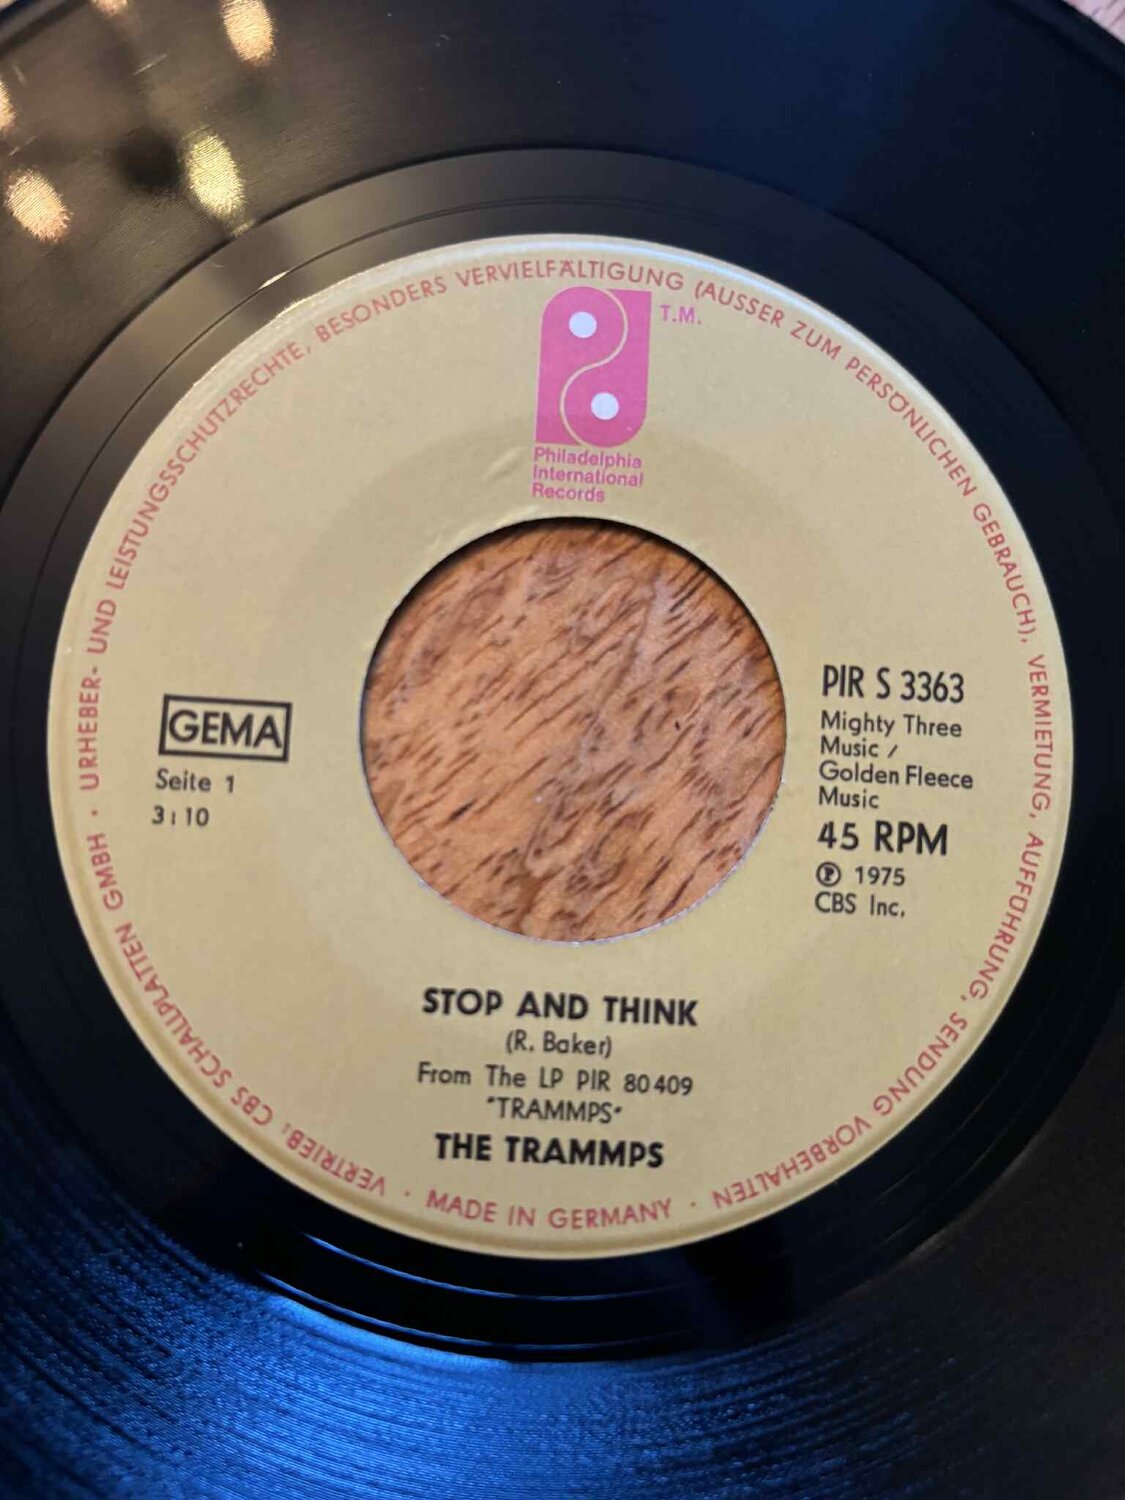 URHEBER- UND LEISTUNGSSCHUTZRECHTE, BESONDERS VERVIELFÄLTIGUNG (AUSSER ZUM PERSÖNLICHEN GEBRAUCH), VERMIETUNG, AUFFÜHRUNG, SENDUNG VORBEHALTEN · MADE IN GERMANY · VERTRIEB: CBS SCHALLPLATTEN GMBH ·
T.M.
Philadelphia
International
Records
GEMA
Seite 1
3:10
PIR S 3363
Mighty Three
Music /
Golden Fleece
Music
45 RPM
Ⓟ 1975
CBS Inc.
STOP AND THINK
(R. Baker)
From The LP PIR 80 409
"TRAMMPS"
THE TRAMMPS